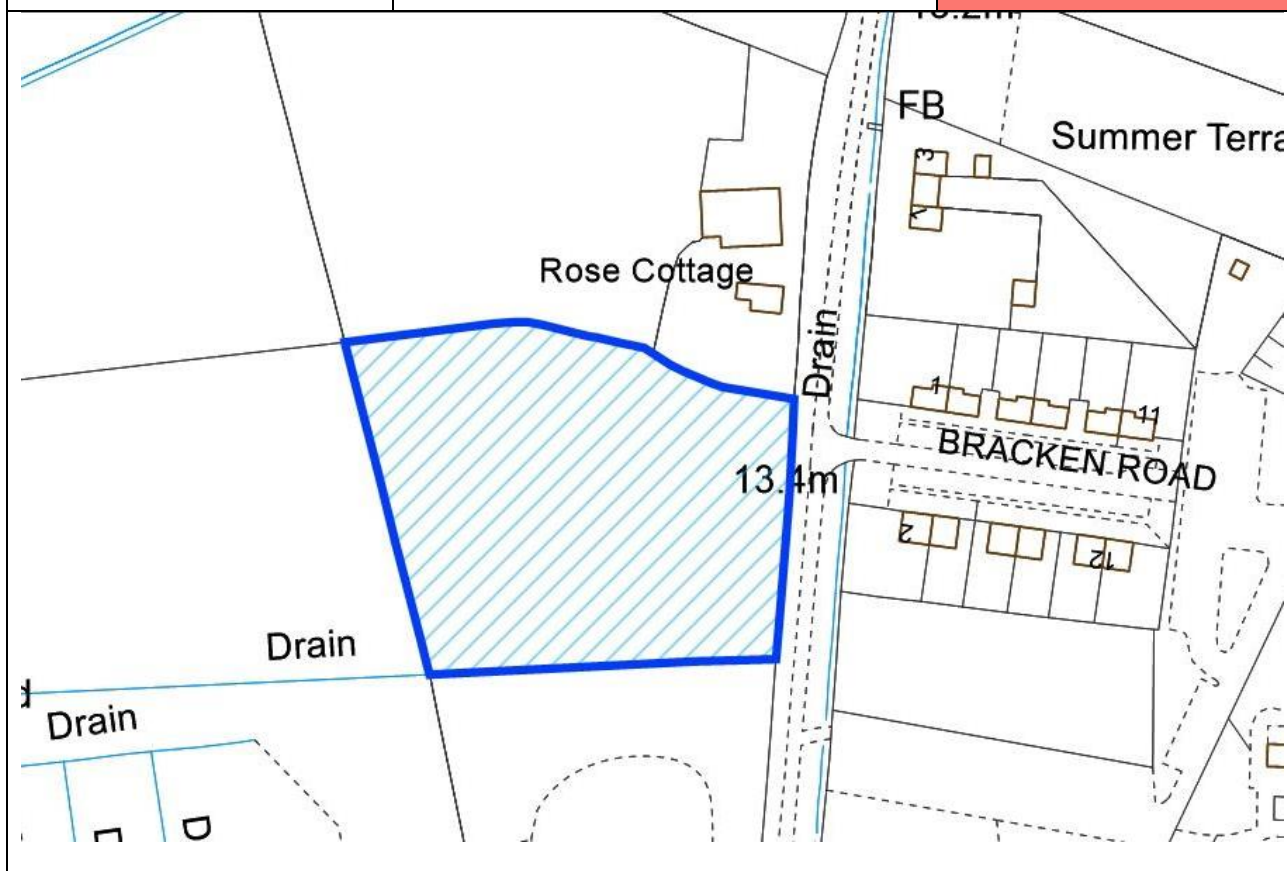 FB
Summer Terra
3
1
Rose Cottage
Drain
1
11
BRACKEN ROAD
13.4m
2
12
Drain
d
Drain
D